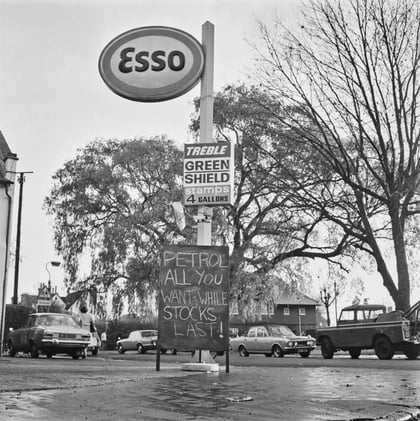 Esso
TREBLE
GREEN
SHIELD
stamps
4 GALLONS
PETROL
ALL YOU
WANT WHILE
STOCKS
LAST!